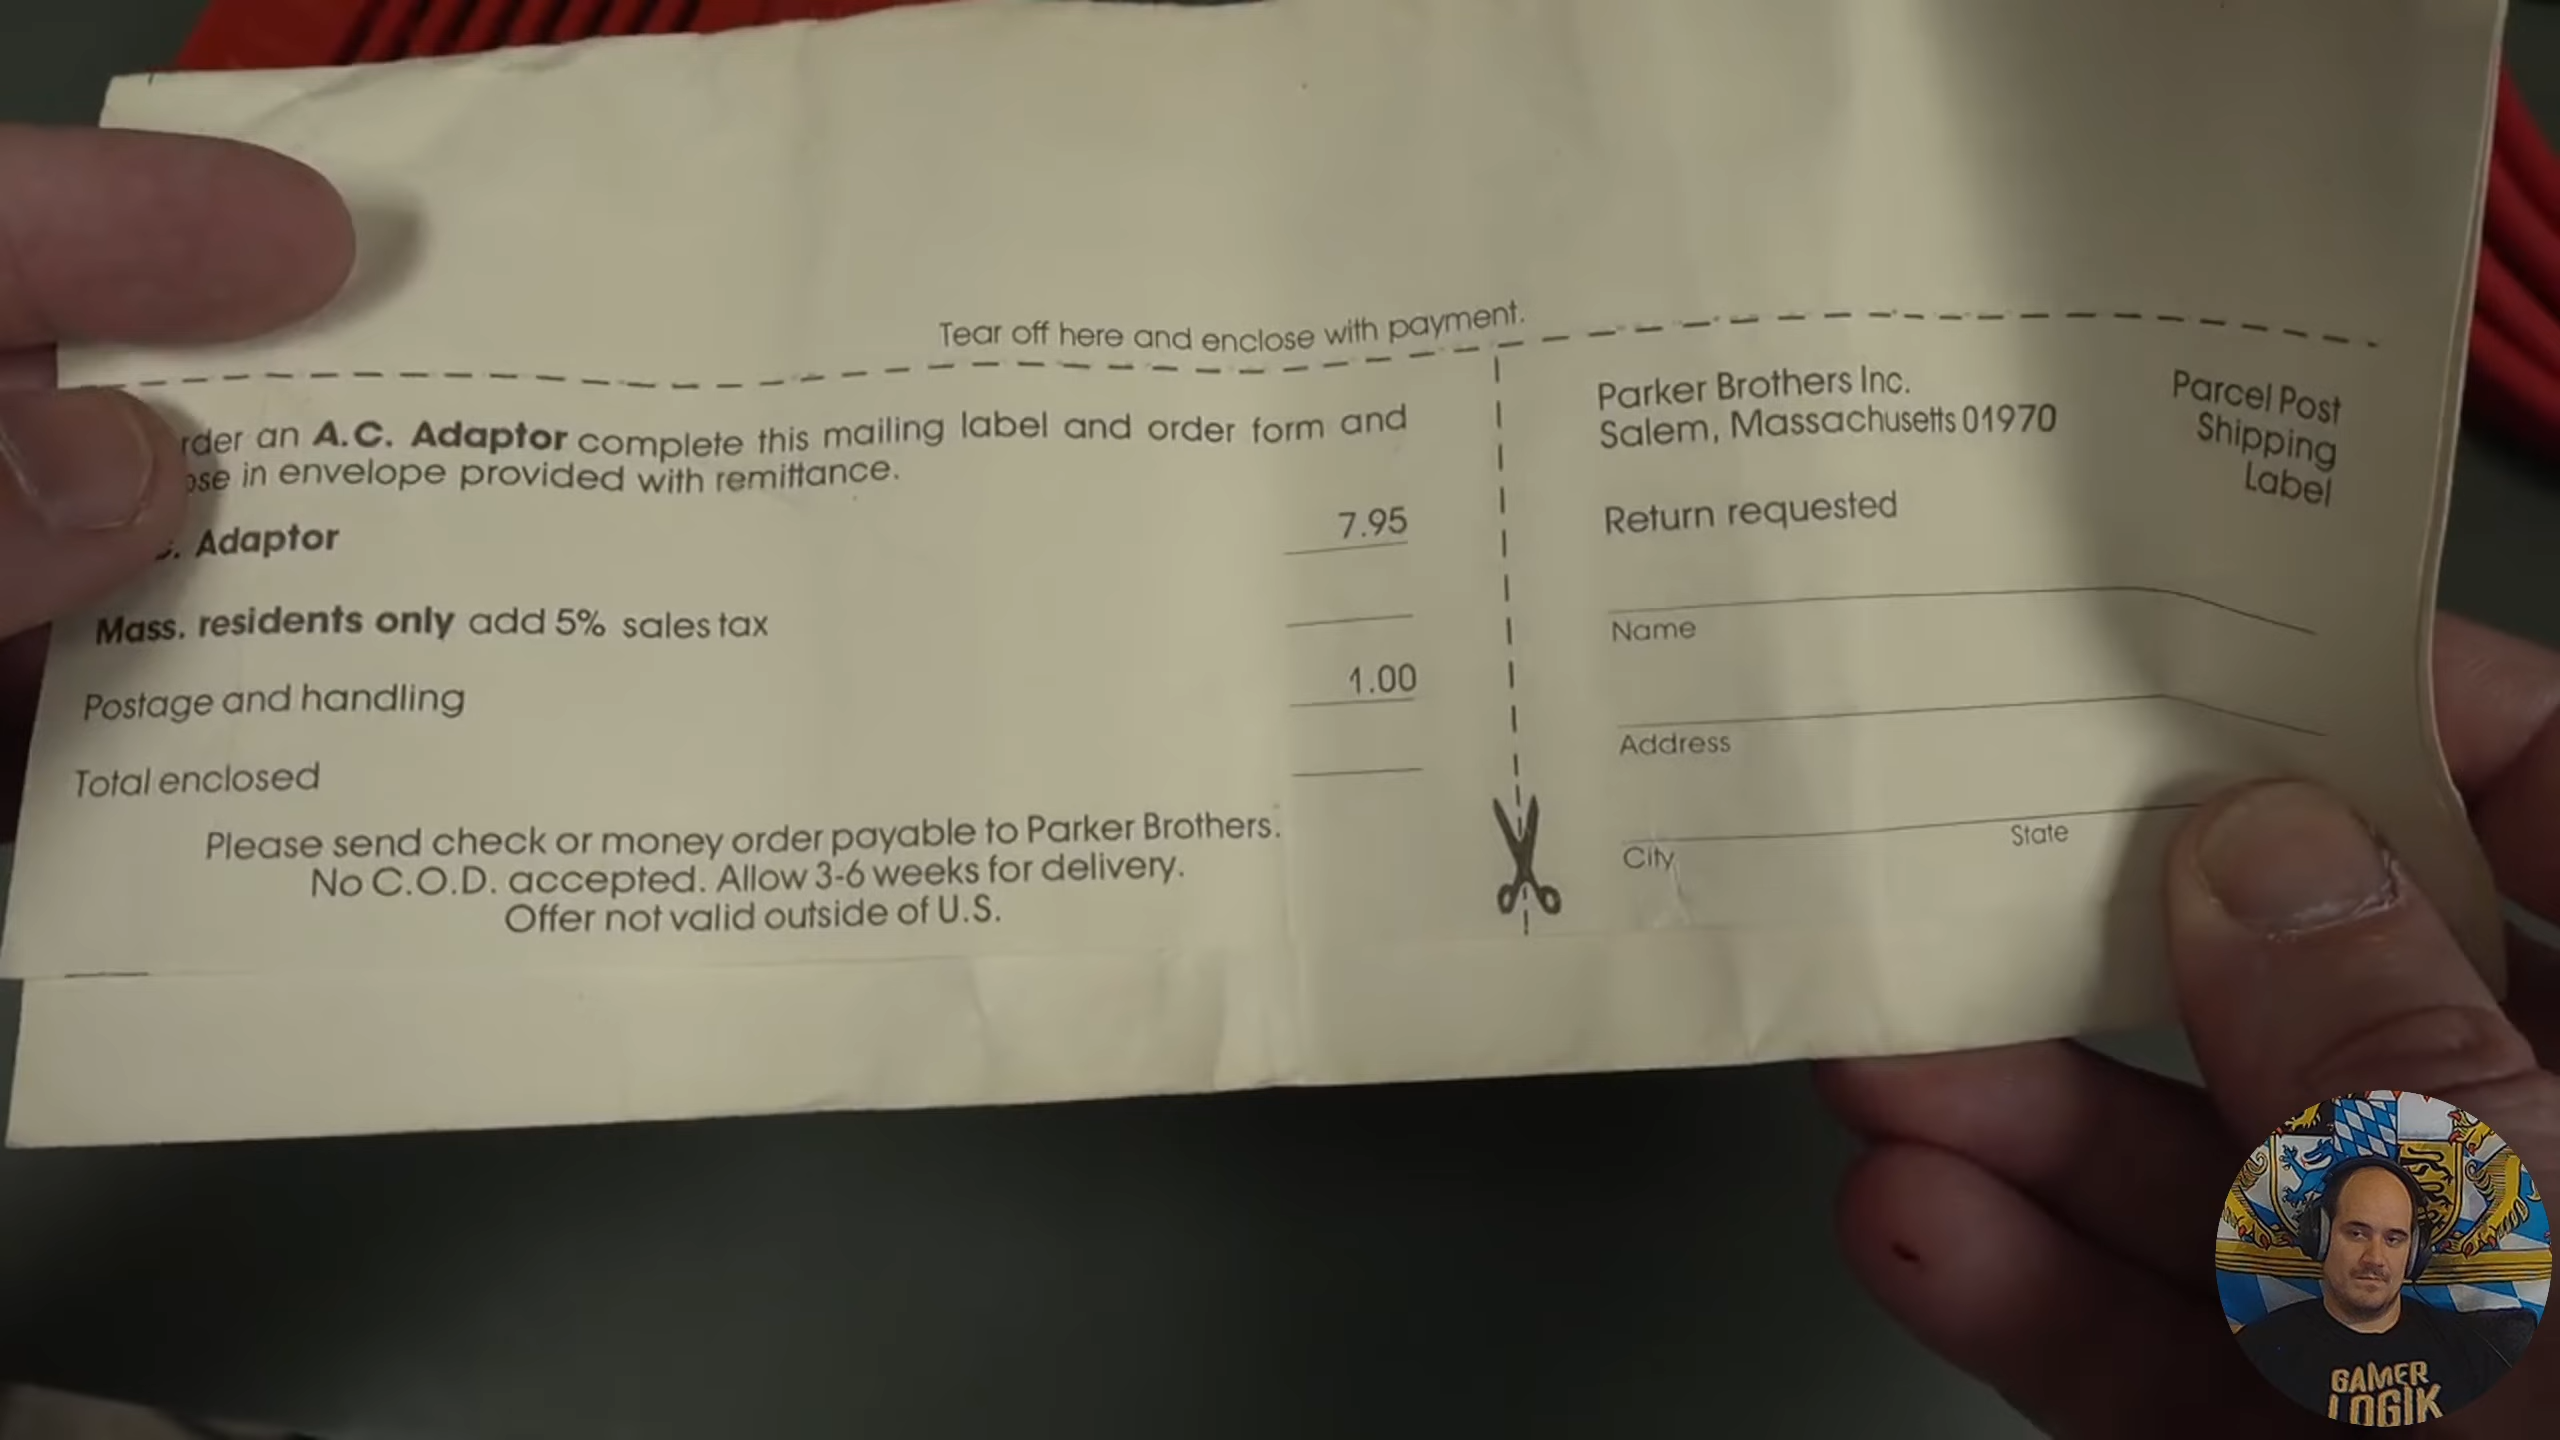 Tear off here and enclose with payment.
an A.C. Adaptor complete this mailing label and order form and
in envelope provided with remittance.
Adaptor 7.95
Mass. residents only add 5% sales tax
Postage and handling 1.00
Total enclosed
Please send check or money order payable to Parker Brothers.
No C.O.D. accepted. Allow 3-6 weeks for delivery.
Offer not valid outside of U.S.
Parker Brothers Inc.
Salem, Massachusetts 01970
Parcel Post
Shipping
Label
Return requested
Name
Address
City State
GAMER
LOGIK